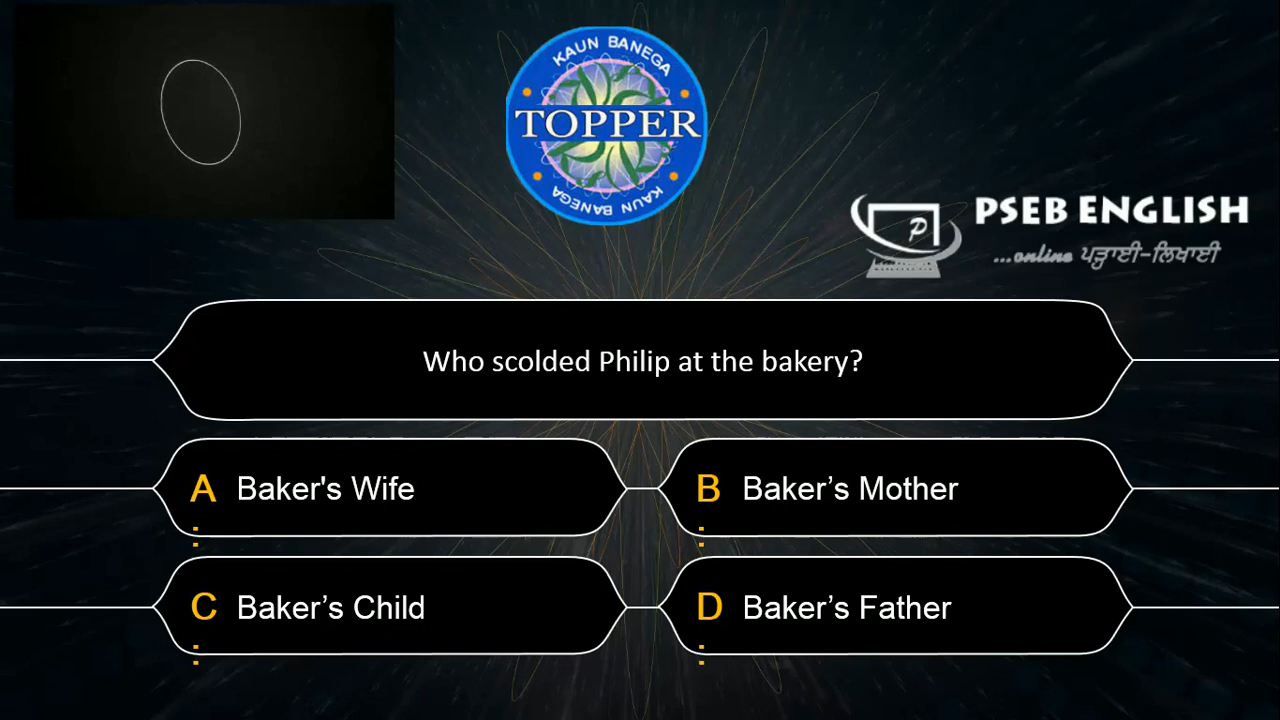 KAUN BANEGA
TOPPER
KAUN BANEGA
P
PSEB ENGLISH
...online ਪੜ੍ਹਾਈ-ਲਿਖਾਈ
Who scolded Philip at the bakery?
A: Baker's Wife
B: Baker’s Mother
C: Baker’s Child
D: Baker’s Father